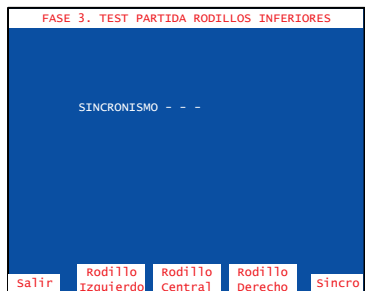 FASE 3. TEST PARTIDA RODILLOS INFERIORES
SINCRONISMO - - -
Salir
Rodillo
Izquierdo
Rodillo
Central
Rodillo
Derecho
Sincro